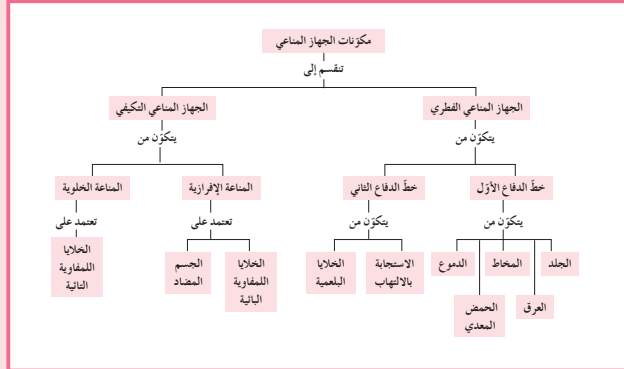 مكوّنات الجهاز المناعي
تنقسم إلى
الجهاز المناعي الفطري
الجهاز المناعي التكيفي
يتكوّن من
يتكوّن من
خطّ الدفاع الأوّل
خطّ الدفاع الثاني
المناعة الإفرازية
المناعة الخلوية
يتكوّن من
يتكوّن من
تعتمد على
تعتمد على
الجلد
العرق
المخاط
الحمض
المعدي
الدموع
الاستجابة
بالالتهاب
الخلايا
البلعمية
الخلايا
اللمفاوية
البائية
الجسم
المضاد
الخلايا
اللمفاوية
التائية